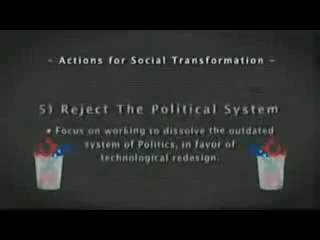 - Actions for Social Transformation -
5) Reject The Political System
• Focus on working to dissolve the outdated
system of Politics, in favor of
technological redesign.